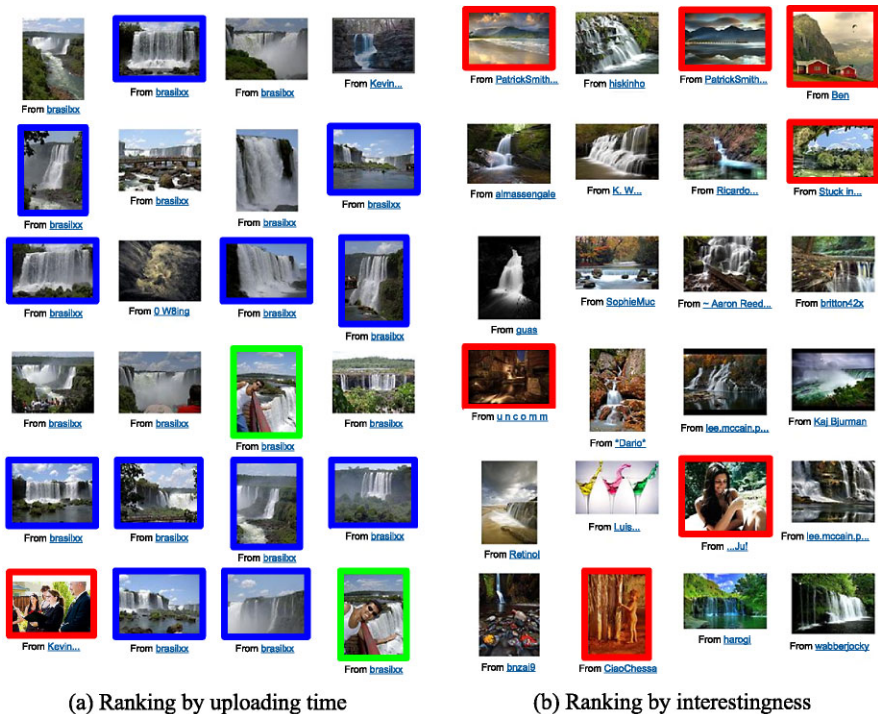 From brasilxx
From brasilxx
From brasilxx
From Kevin...
From brasilxx
From brasilxx
From brasilxx
From brasilxx
From brasilxx
From 0 W8ing
From brasilxx
From brasilxx
From brasilxx
From brasilxx
From brasilxx
From brasilxx
From brasilxx
From brasilxx
From brasilxx
From brasilxx
From Kevin...
From brasilxx
From brasilxx
From brasilxx
(a) Ranking by uploading time
From PatrickSmith...
From hiskinho
From PatrickSmith...
From Ben
From almassengale
From K. W...
From Ricardo...
From Stuck in...
From guas
From SophieMuc
From ~ Aaron Reed...
From britton42x
From u n c o m m
From *Dario*
From lee.mccain.p...
From Kaj Bjurman
From Retinol
From Luis...
From ...Ju!
From lee.mccain.p...
From bnzai9
From CiaoChessa
From harogi
From wabberjocky
(b) Ranking by interestingness